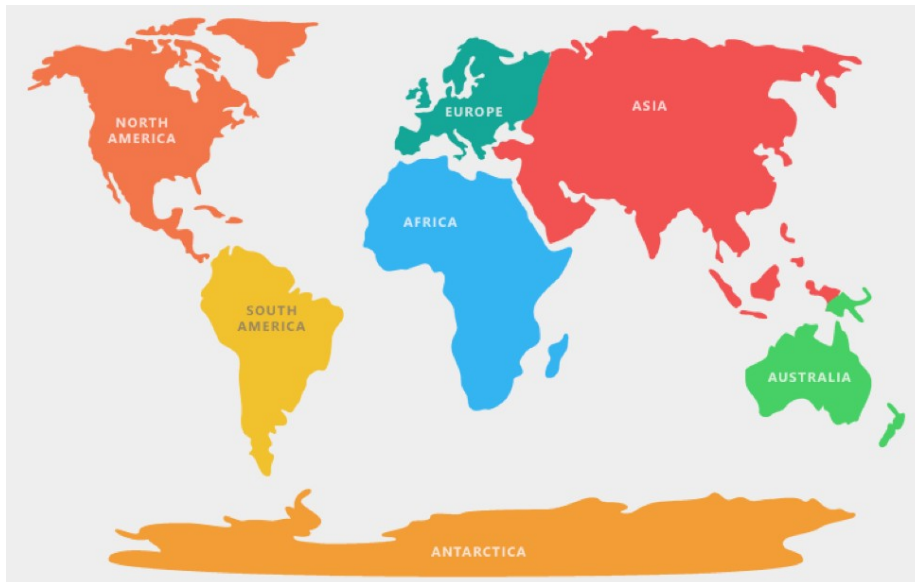 NORTH
AMERICA
EUROPE
ASIA
AFRICA
SOUTH
AMERICA
AUSTRALIA
ANTARCTICA